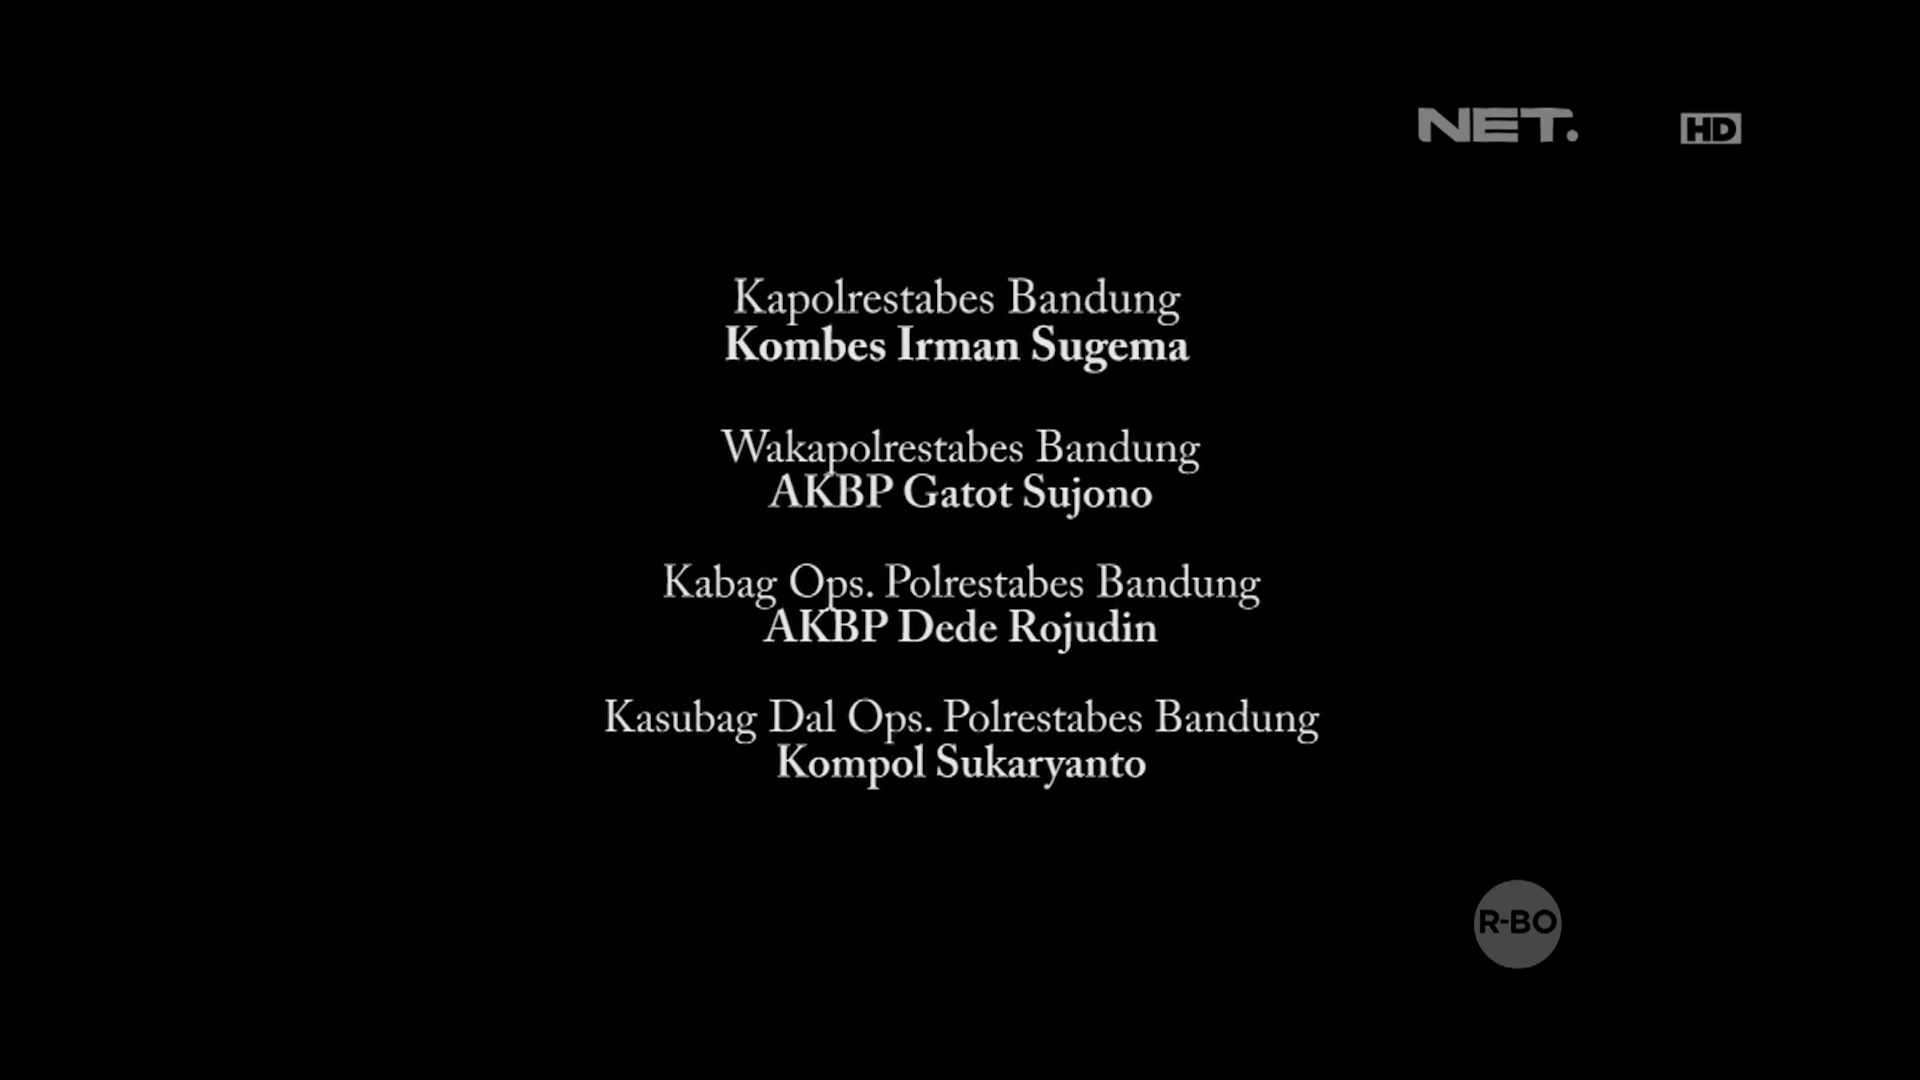 NET.
HD
Kapolrestabes Bandung
Kombes Irman Sugema
Wakapolrestabes Bandung
AKBP Gatot Sujono
Kabag Ops. Polrestabes Bandung
AKBP Dede Rojudin
Kasubag Dal Ops. Polrestabes Bandung
Kompol Sukaryanto
R-BO